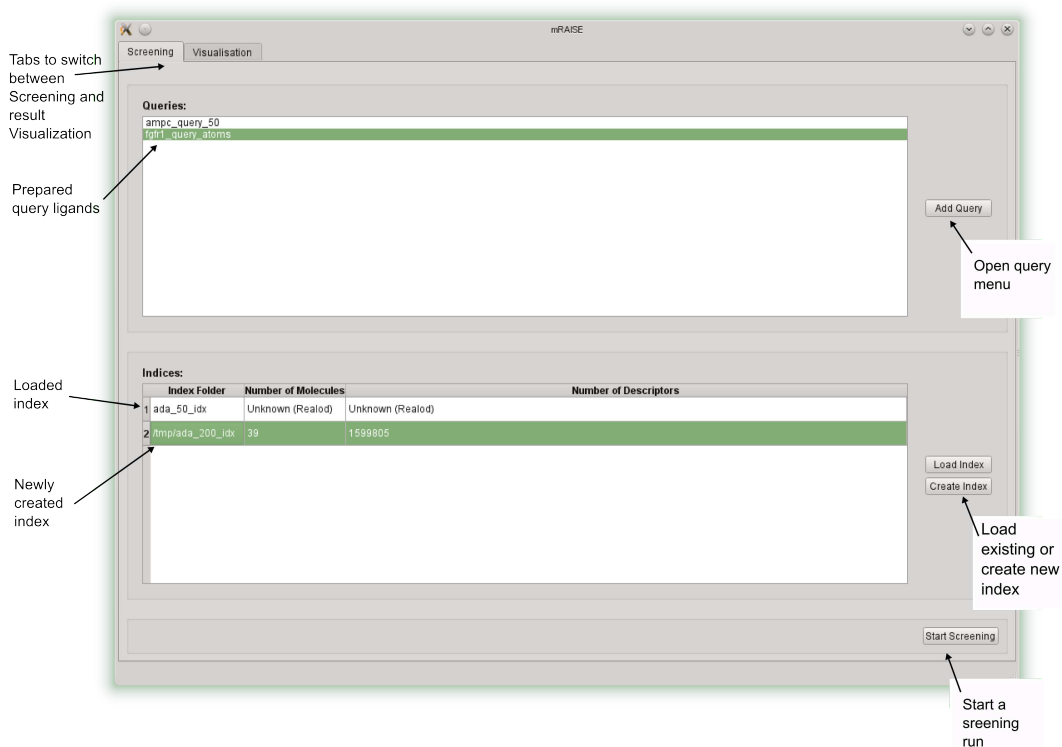 mRAISE
Screening
Visualisation
Tabs to switch
between
Screening and
result
Visualization
Queries:
ampc_query_50
fgfr1_query_atoms
Prepared
query ligands
Add Query
Open query
menu
Indices:
Index Folder Number of Molecules Number of Descriptors
Loaded
index
1 ada_50_idx Unknown (Realod) Unknown (Realod)
2 /tmp/ada_200_idx 39 1599805
Newly
created
index
Load Index
Create Index
Load
existing or
create new
index
Start Screening
Start a
sreening
run